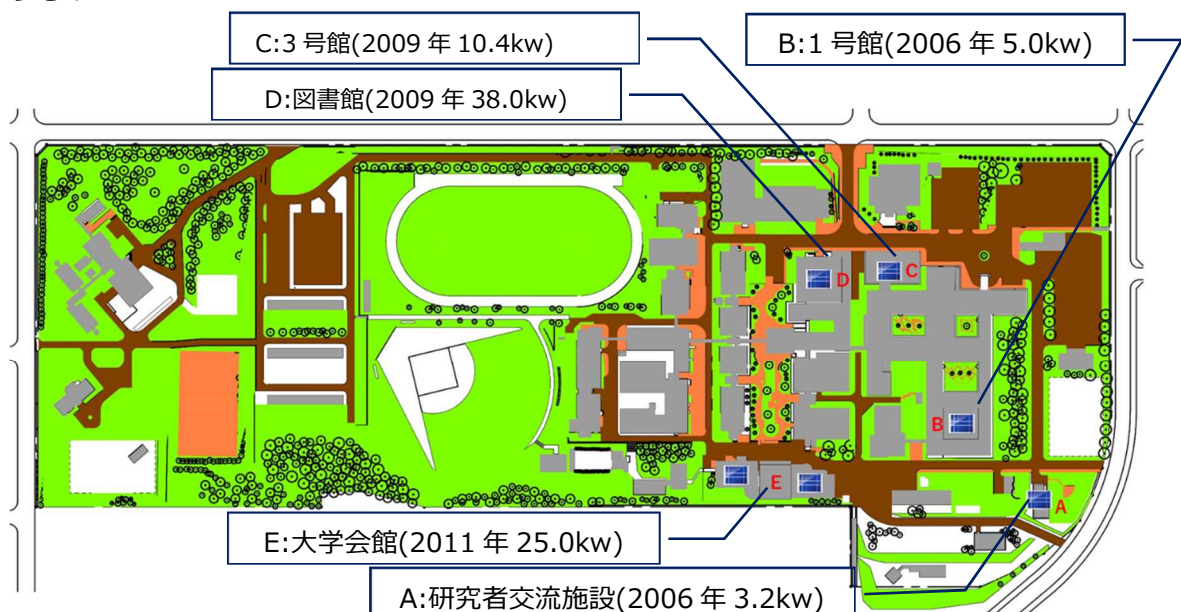 C:3 号館(2009 年 10.4kw)
B:1 号館(2006 年 5.0kw)
D:図書館(2009 年 38.0kw)
D
C
B
E
A
E:大学会館(2011 年 25.0kw)
A:研究者交流施設(2006 年 3.2kw)